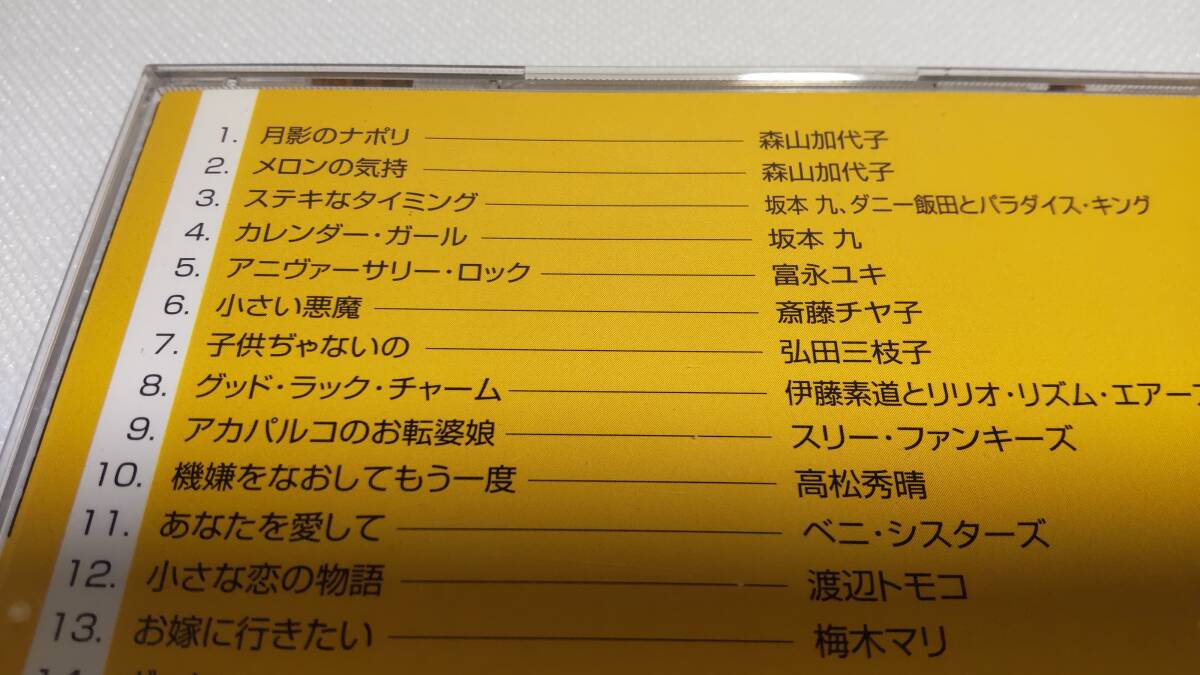 1. 月影のナポリ 森山加代子
2. メロンの気持 森山加代子
3. ステキなタイミング 坂本 九、ダニー飯田とパラダイス・キング
4. カレンダー・ガール 坂本 九
5. アニヴァーサリー・ロック 富永ユキ
6. 小さい悪魔 斎藤チヤ子
7. 子供ぢゃないの 弘田三枝子
8. グッド・ラック・チャーム 伊藤素道とリリオ・リズム・エアー
9. アカパルコのお転婆娘 スリー・ファンキーズ
10. 機嫌をなおしてもう一度 高松秀晴
11. あなたを愛して ベニ・シスターズ
12. 小さな恋の物語 渡辺トモコ
13. お嫁に行きたい 梅木マリ
14.